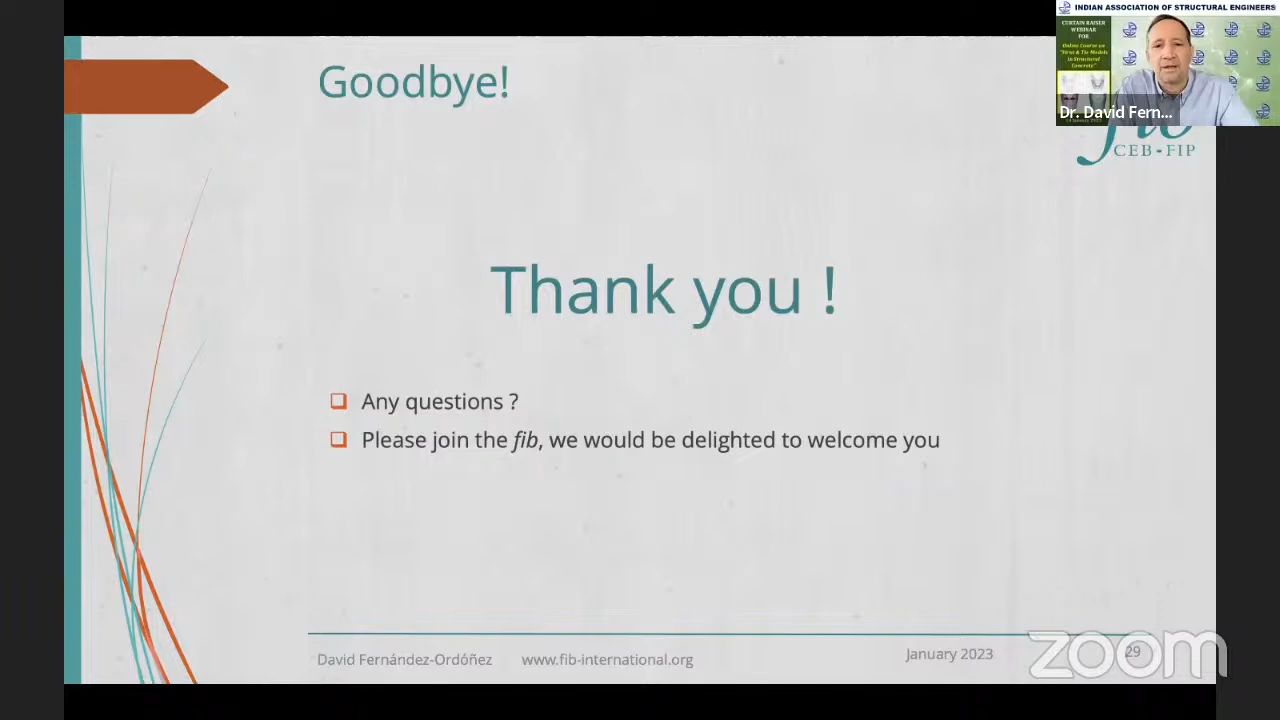 INDIAN ASSOCIATION OF STRUCTURAL ENGINEERS
CURTAIN RAISER
WEBINAR
FOR
Online Course on
"Strut & Tie Models
in Structural
Concrete"
Dr. David Fern...
Goodbye!
fib
CEB-FIP
Thank you !
Any questions ?
Please join the fib, we would be delighted to welcome you
David Fernández-Ordóñez
www.fib-international.org
January 2023
29
zoom